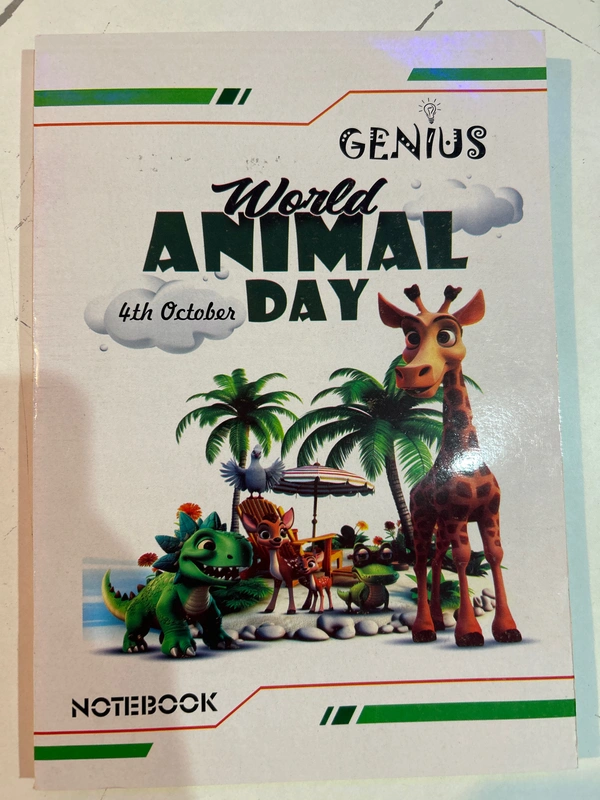 GENIUS
World
ANIMAL
DAY
4th October
NOTEBOOK